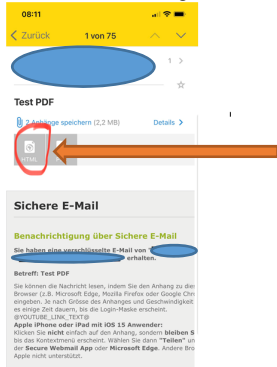 08:11
Zurück
1 von 75
1
Test PDF
2 Anhänge speichern (2,2 MB)
Details
HTML
Sichere E-Mail
Benachrichtigung über Sichere E-Mail
Sie haben eine verschlüsselte E-Mail von
erhalten.
Betreff: Test PDF
Sie können die Nachricht lesen, indem Sie den Anhang zu dies
Browser (z.B. Microsoft Edge, Mozilla Firefox oder Google Chro
eingeben. Je nach Grösse des Anhanges und Geschwindigkeit
es einige Zeit dauern, bis die Login-Maske erscheint.
@YOUTUBE_LINK_TEXT@
Apple iPhone oder iPad mit iOS 15 Anwender:
Klicken Sie nicht einfach auf den Anhang, sondern bleiben S
bis das Kontextmenü erscheint. Wählen Sie dann "Teilen" un
der Secure Webmail App oder Microsoft Edge. Andere Bro
Apple nicht unterstützt.